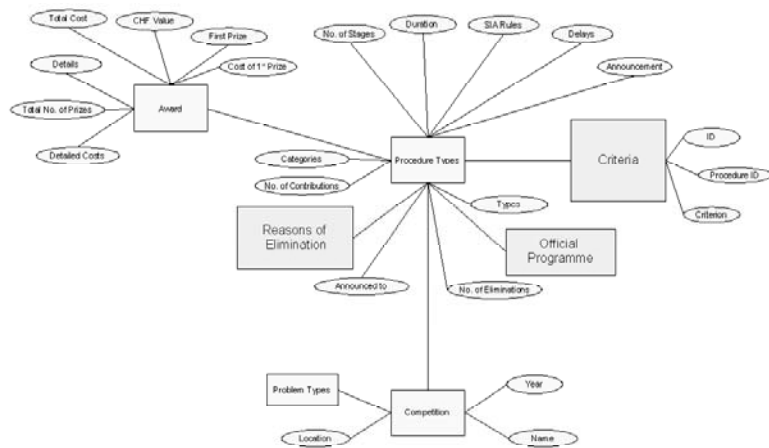 Total Cost
CHF Value
First Prize
Cost of 1st Prize
Details
Total No. of Prizes
Detailed Costs
Award
No. of Stages
Duration
SIA Rules
Delays
Announcement
Categories
No. of Contributions
Procedure Types
Criteria
ID
Procedure ID
Criterion
Reasons of
Elimination
Types
Official
Programme
Announced to
No. of Eliminations
Problem Types
Location
Competition
Year
Name